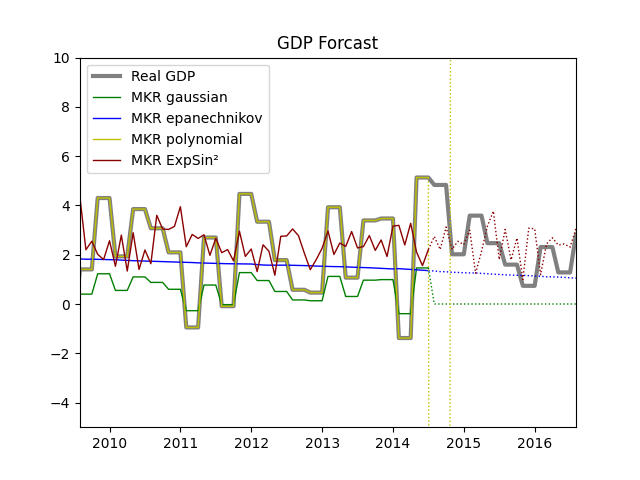 GDP Forcast
10
8
6
4
2
0
−2
−4
Real GDP
MKR gaussian
MKR epanechnikov
MKR polynomial
MKR ExpSin²
2010 2011 2012 2013 2014 2015 2016